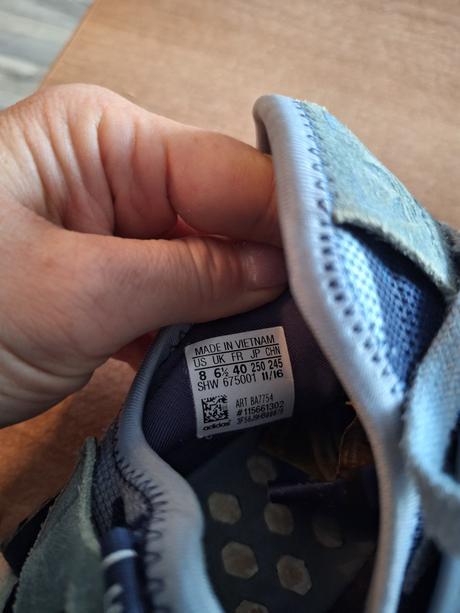 MADE IN VIETNAM
US UK FR JP CHN
8 6½ 40 250 245
SHW 675001 11/16
ART BA7754
#115661302
adidas